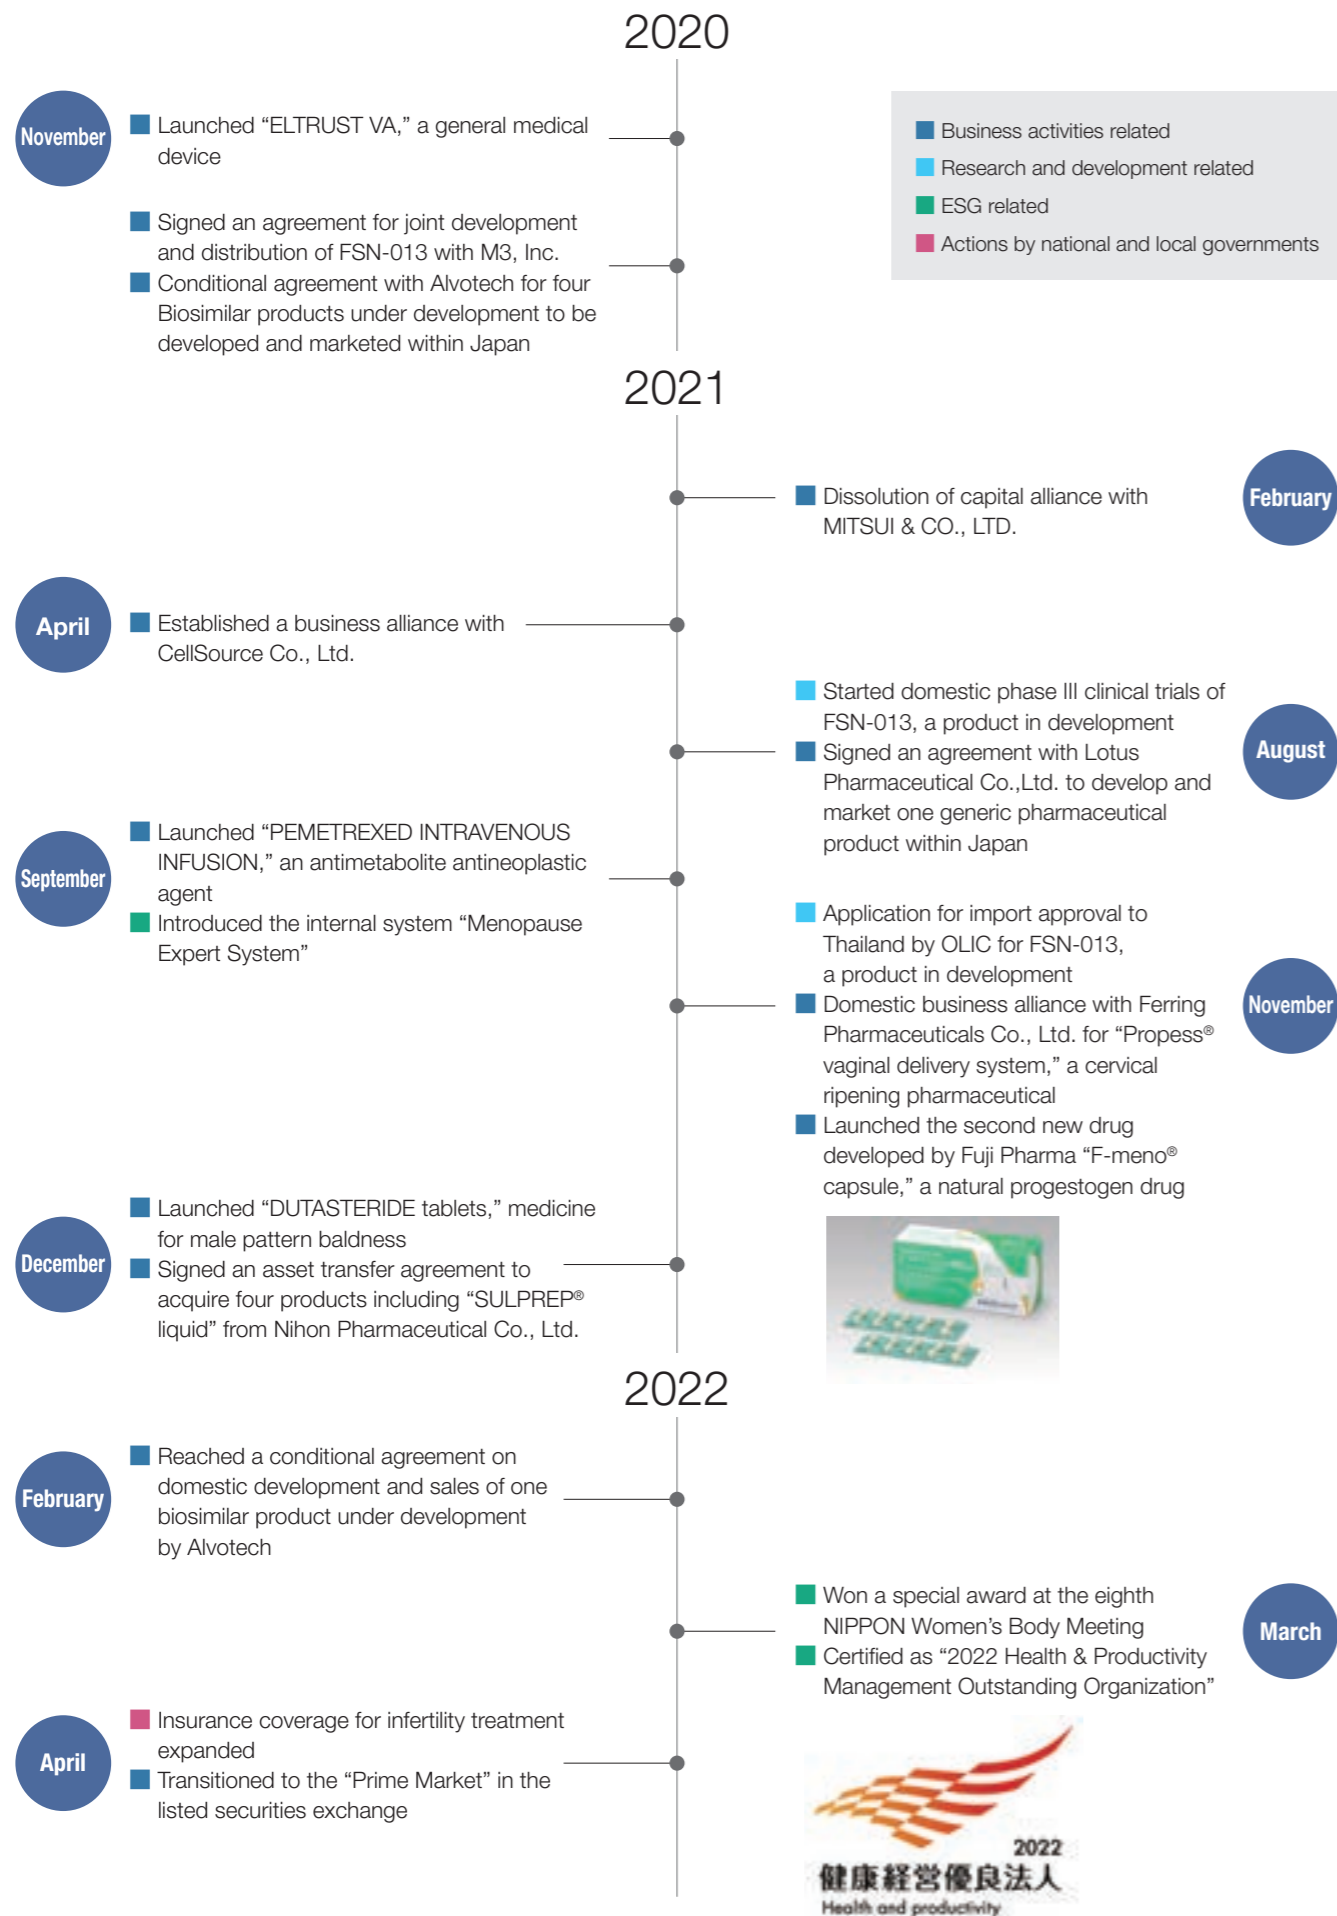 2020
November
Launched “ELTRUST VA,” a general medical
device
Signed an agreement for joint development
and distribution of FSN-013 with M3, Inc.
Conditional agreement with Alvotech for four
Biosimilar products under development to be
developed and marketed within Japan
Business activities related
Research and development related
ESG related
Actions by national and local governments
2021
February
Dissolution of capital alliance with
MITSUI & CO., LTD.
April
Established a business alliance with
CellSource Co., Ltd.
August
Started domestic phase III clinical trials of
FSN-013, a product in development
Signed an agreement with Lotus
Pharmaceutical Co.,Ltd. to develop and
market one generic pharmaceutical
product within Japan
September
Launched “PEMETREXED INTRAVENOUS
INFUSION,” an antimetabolite antineoplastic
agent
Introduced the internal system “Menopause
Expert System”
November
Application for import approval to
Thailand by OLIC for FSN-013,
a product in development
Domestic business alliance with Ferring
Pharmaceuticals Co., Ltd. for “Propess®
vaginal delivery system,” a cervical
ripening pharmaceutical
Launched the second new drug
developed by Fuji Pharma “F-meno®
capsule,” a natural progestogen drug
December
Launched “DUTASTERIDE tablets,” medicine
for male pattern baldness
Signed an asset transfer agreement to
acquire four products including “SULPREP®
liquid” from Nihon Pharmaceutical Co., Ltd.
2022
February
Reached a conditional agreement on
domestic development and sales of one
biosimilar product under development
by Alvotech
March
Won a special award at the eighth
NIPPON Women’s Body Meeting
Certified as “2022 Health & Productivity
Management Outstanding Organization”
April
Insurance coverage for infertility treatment
expanded
Transitioned to the “Prime Market” in the
listed securities exchange
2022
健康経営優良法人
Health and productivity